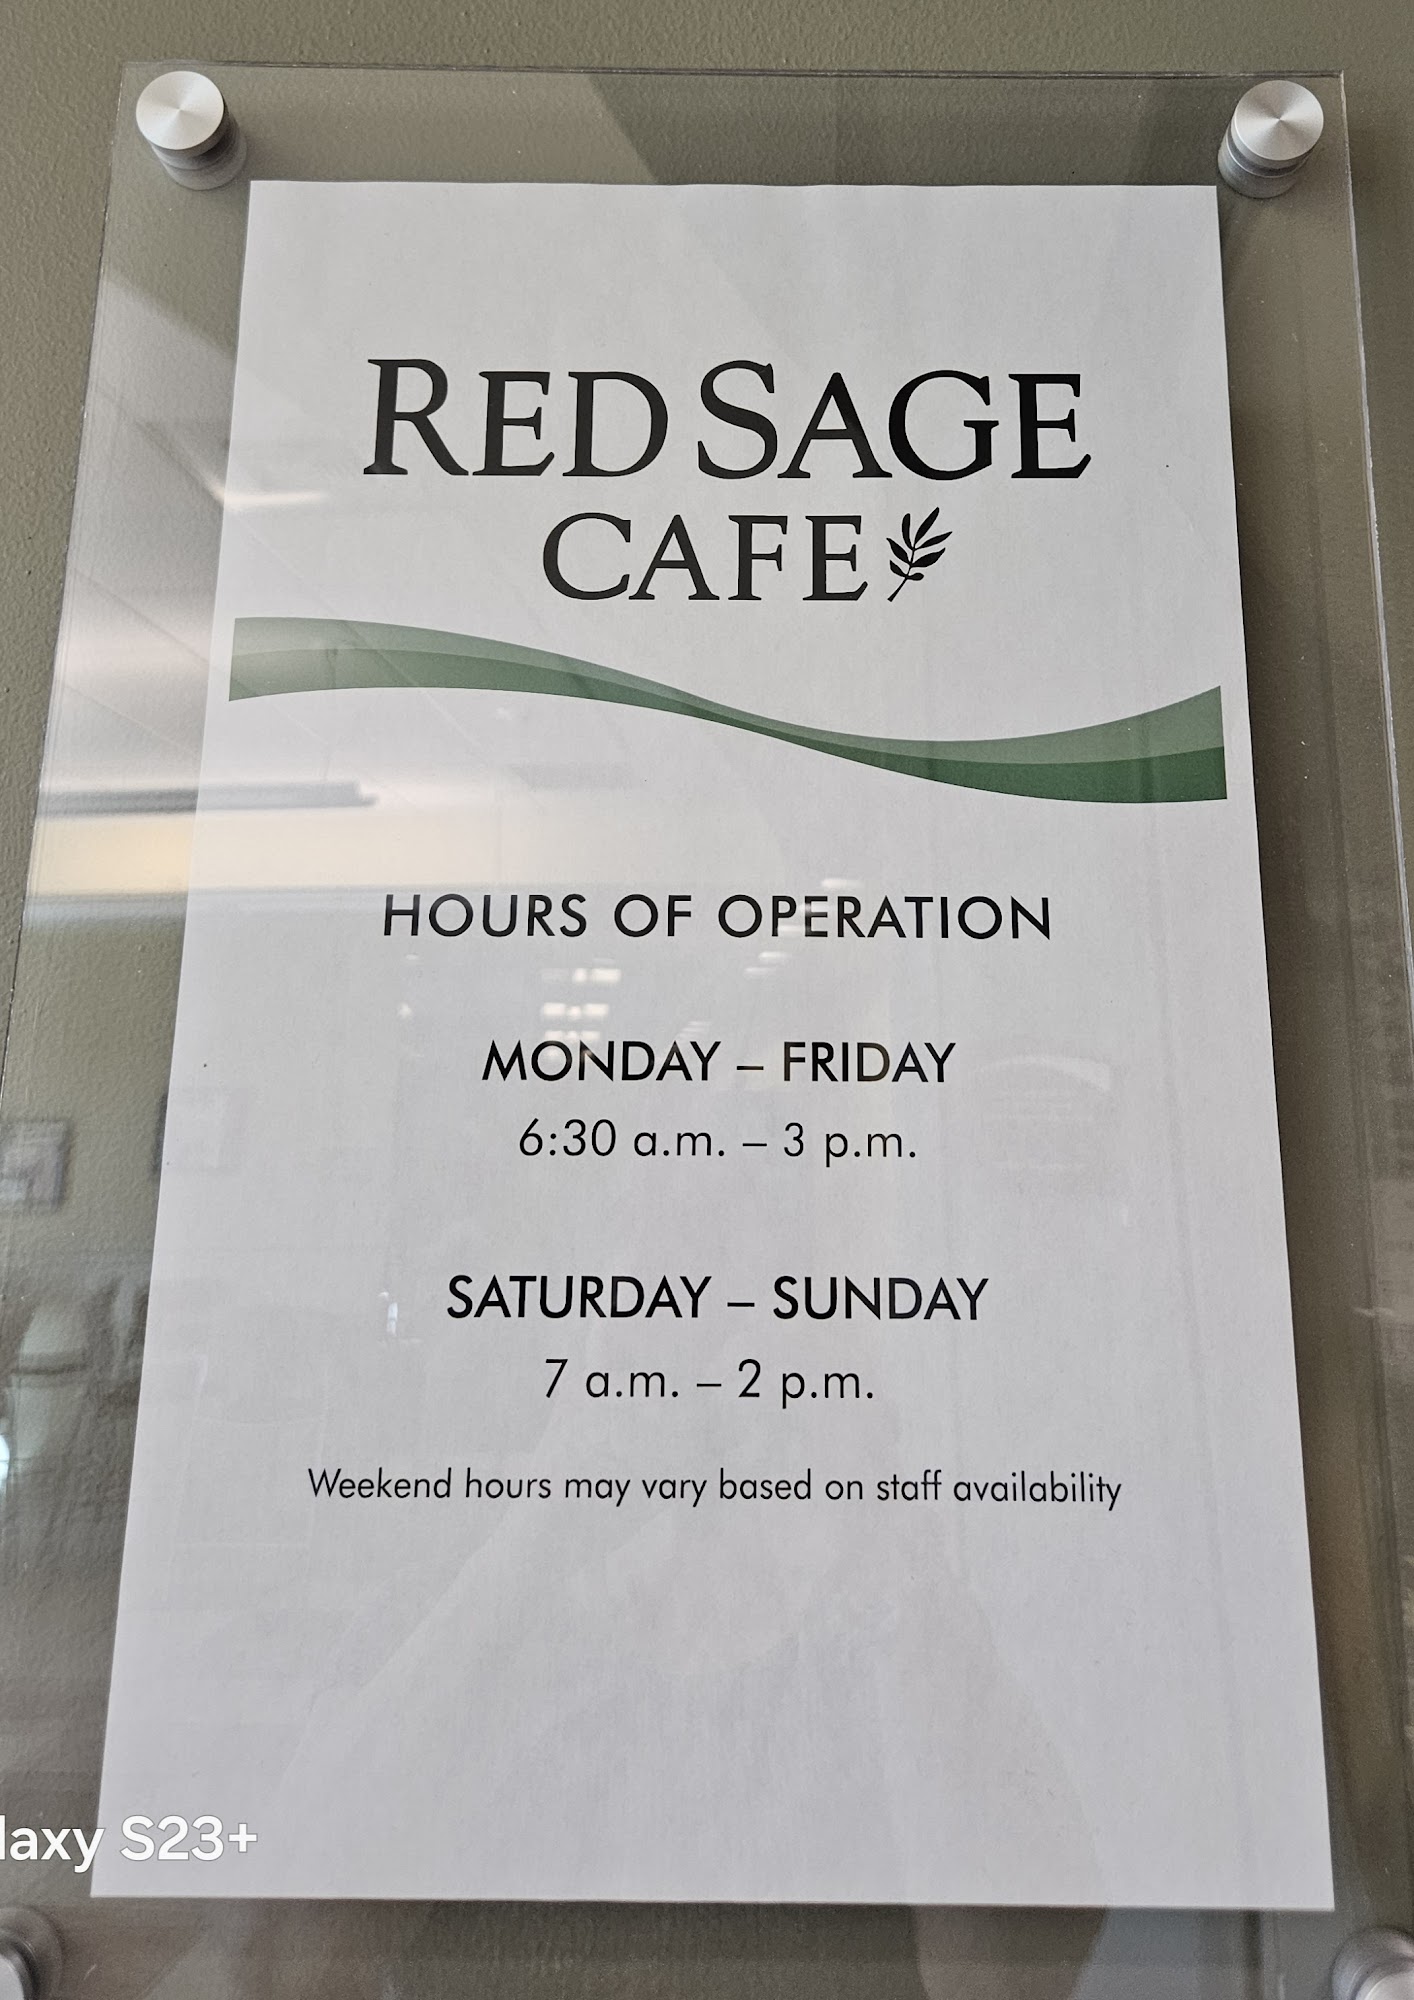 RED SAGE
CAFE
HOURS OF OPERATION
MONDAY – FRIDAY
6:30 a.m. – 3 p.m.
SATURDAY – SUNDAY
7 a.m. – 2 p.m.
Weekend hours may vary based on staff availability
S23+